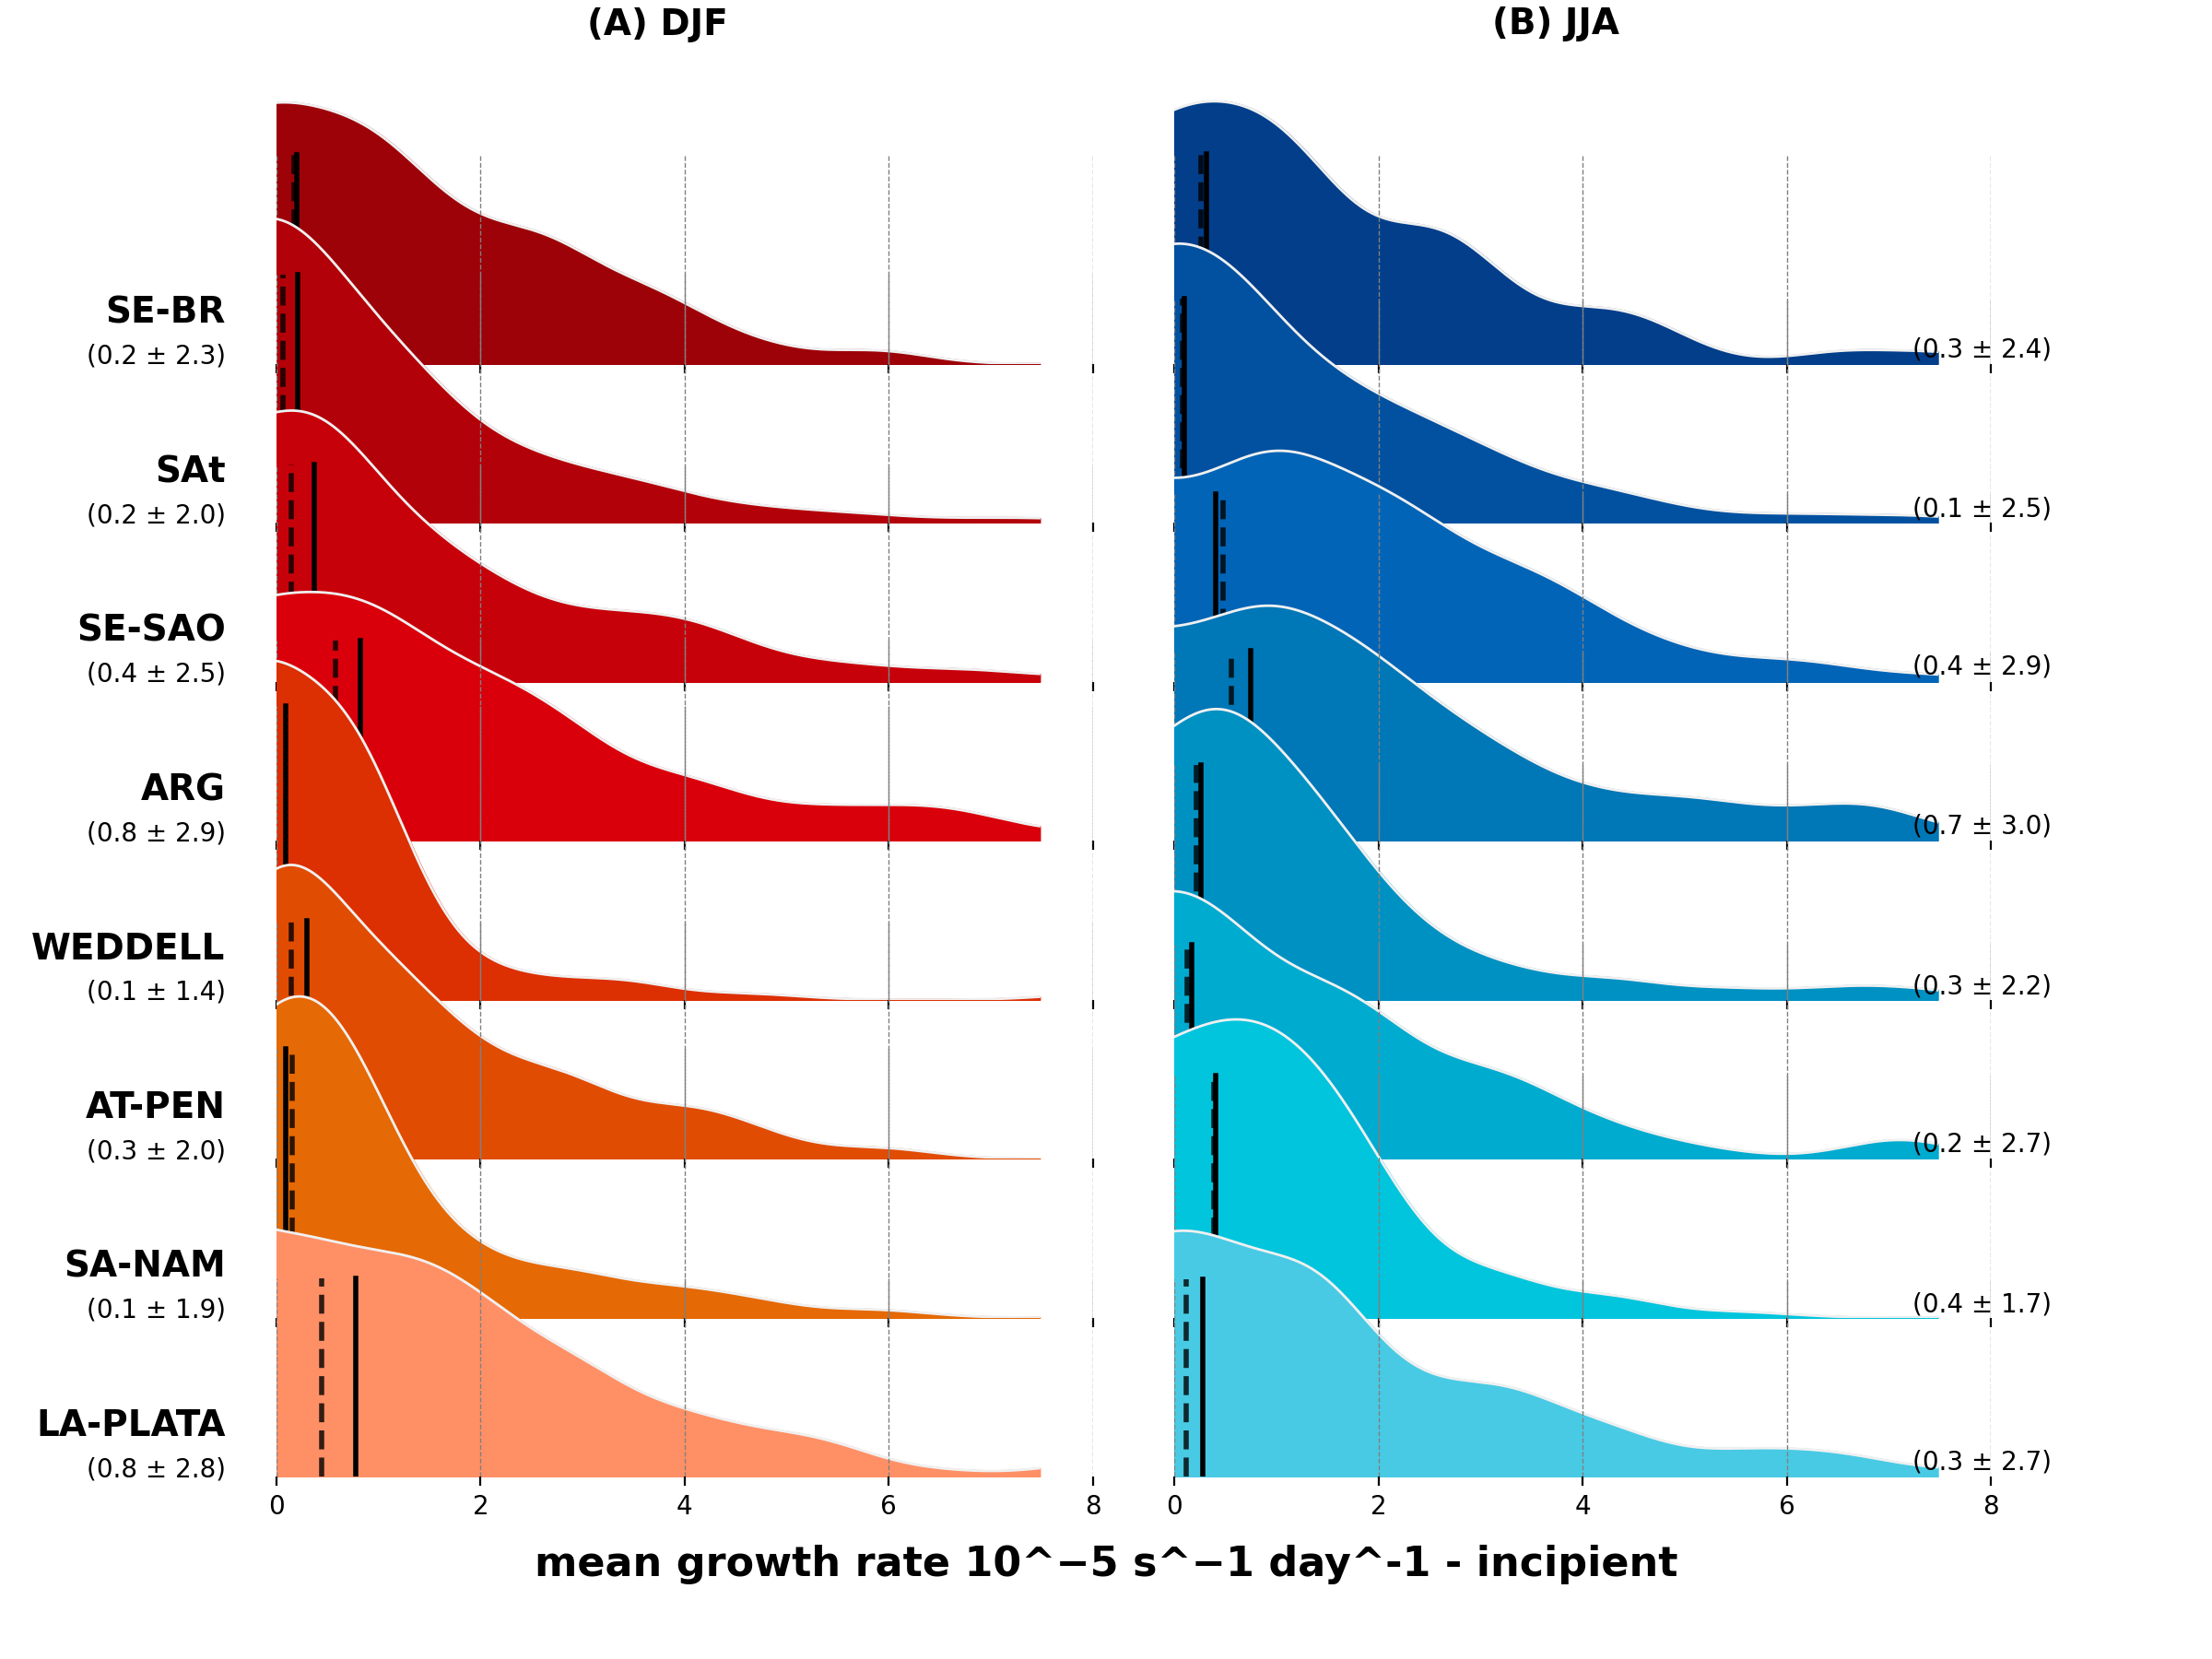 (A) DJF
(B) JJA
SE-BR
(0.2 ± 2.3)
(0.3 ± 2.4)
SAt
(0.2 ± 2.0)
(0.1 ± 2.5)
SE-SAO
(0.4 ± 2.5)
(0.4 ± 2.9)
ARG
(0.8 ± 2.9)
(0.7 ± 3.0)
WEDDELL
(0.1 ± 1.4)
(0.3 ± 2.2)
AT-PEN
(0.3 ± 2.0)
(0.2 ± 2.7)
SA-NAM
(0.1 ± 1.9)
(0.4 ± 1.7)
LA-PLATA
(0.8 ± 2.8)
(0.3 ± 2.7)
0 2 4 6 8
0 2 4 6 8
mean growth rate 10^−5 s^−1 day^-1 - incipient